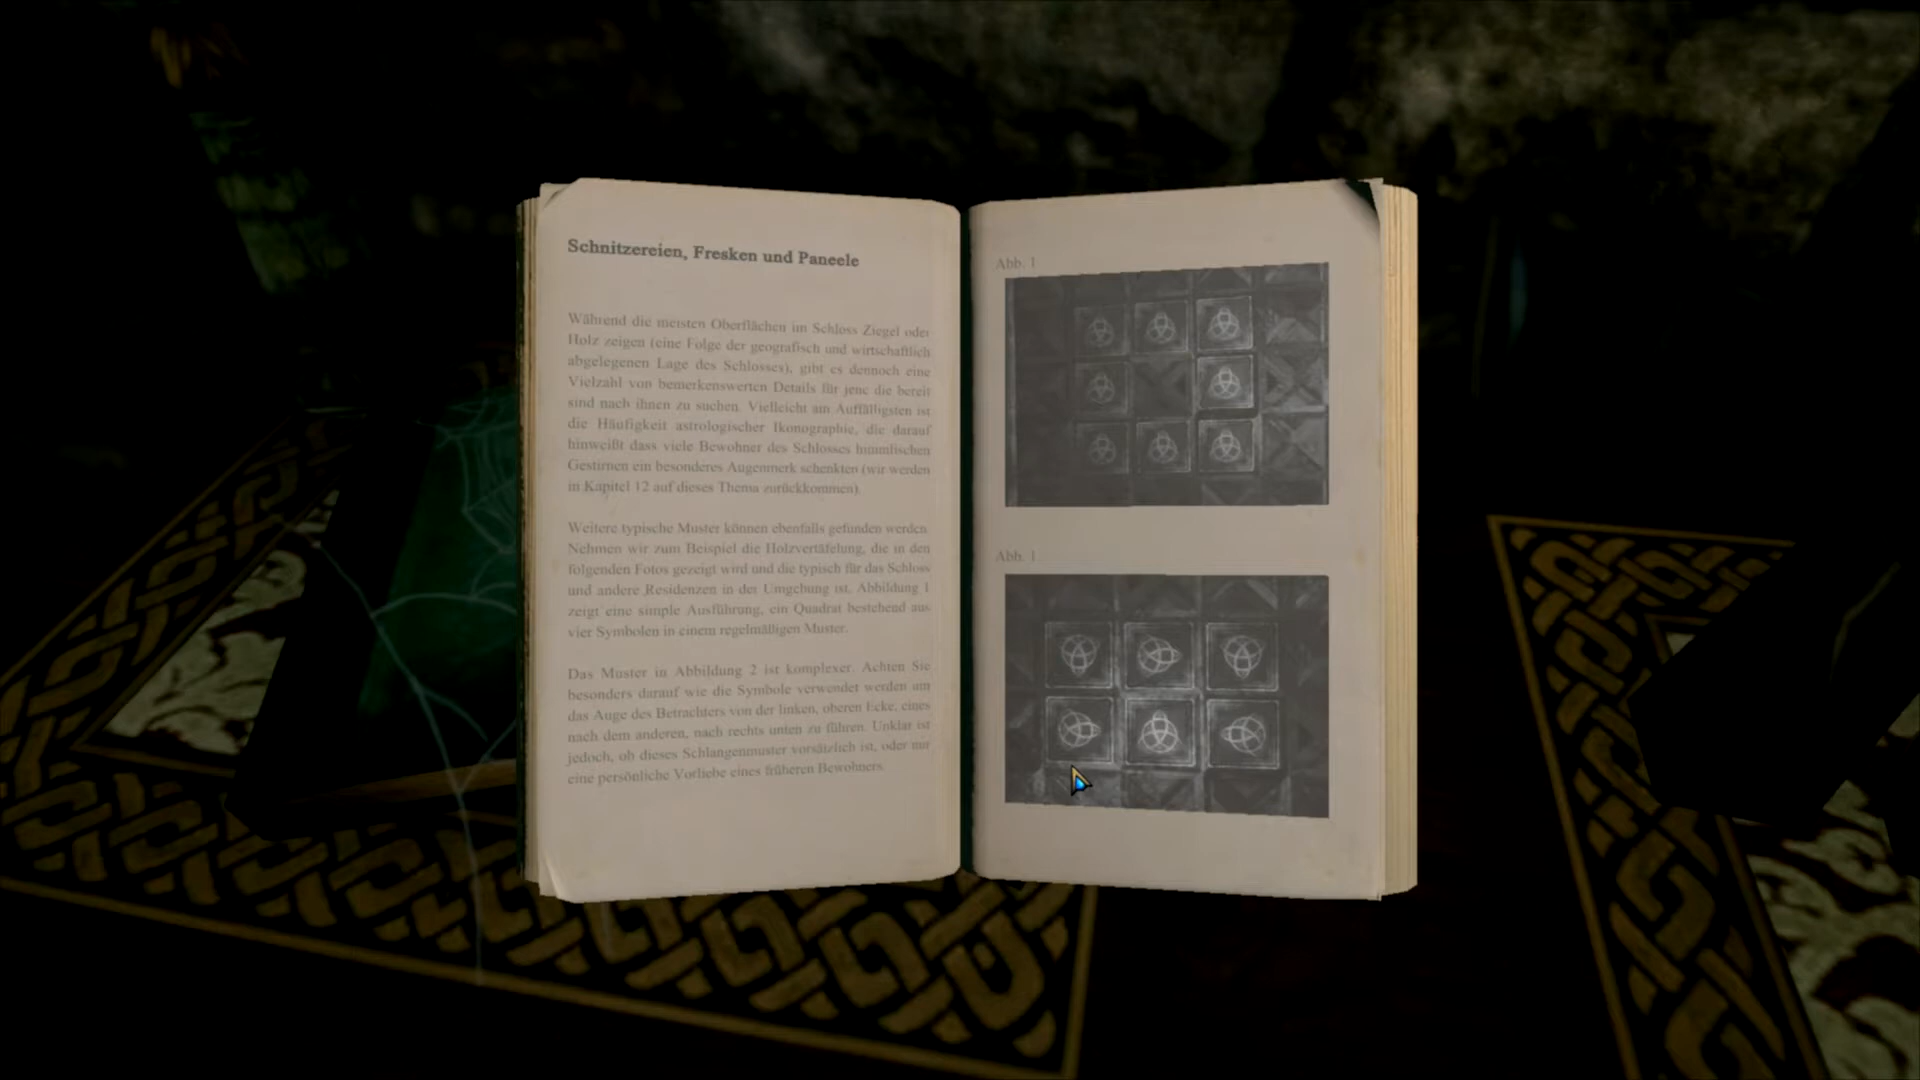 Schnitzereien, Fresken und Paneele
Während die meisten Oberflächen im Schloss Ziegel oder
Holz zeigen (eine Folge der geografisch und wirtschaftlich
abgelegenen Lage des Schlosses), gibt es dennoch eine
Vielzahl von bemerkenswerten Details für jene die bereit
sind nach ihnen zu suchen. Vielleicht am Auffälligsten ist
die Häufigkeit astrologischer Ikonographie, die darauf
hinweißt dass viele Bewohner des Schlosses himmlischen
Gestirnen ein besonderes Augenmerk schenkten (wir werden
in Kapitel 12 auf dieses Thema zurückkommen).
Weitere typische Muster können ebenfalls gefunden werden.
Nehmen wir zum Beispiel die Holzvertäfelung, die in den
folgenden Fotos gezeigt wird und die typisch für das Schloss
und andere Residenzen in der Umgebung ist. Abbildung 1
zeigt eine simple Ausführung, ein Quadrat bestehend aus
vier Symbolen in einem regelmäßigen Muster.
Das Muster in Abbildung 2 ist komplexer. Achten Sie
besonders darauf wie die Symbole verwendet werden um
das Auge des Betrachters von der linken, oberen Ecke, eines
nach dem anderen, nach rechts unten zu führen. Unklar ist
jedoch, ob dieses Schlangenmuster vorsätzlich ist, oder nur
eine persönliche Vorliebe eines früheren Bewohners.
Abb. 1
Abb. 1